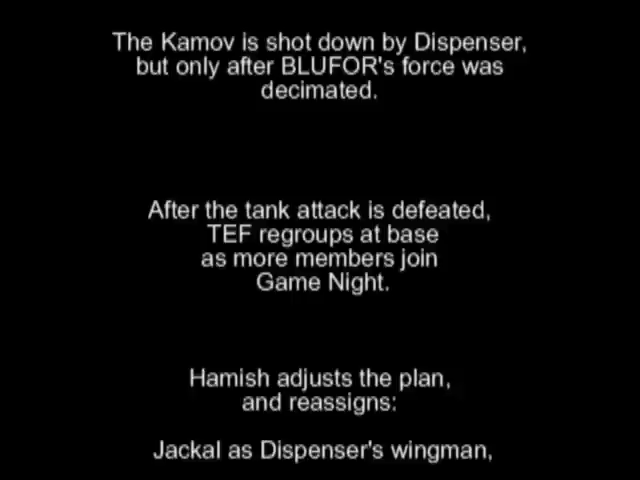 The Kamov is shot down by Dispenser,
but only after BLUFOR's force was
decimated.
After the tank attack is defeated,
TEF regroups at base
as more members join
Game Night.
Hamish adjusts the plan,
and reassigns:
Jackal as Dispenser's wingman,